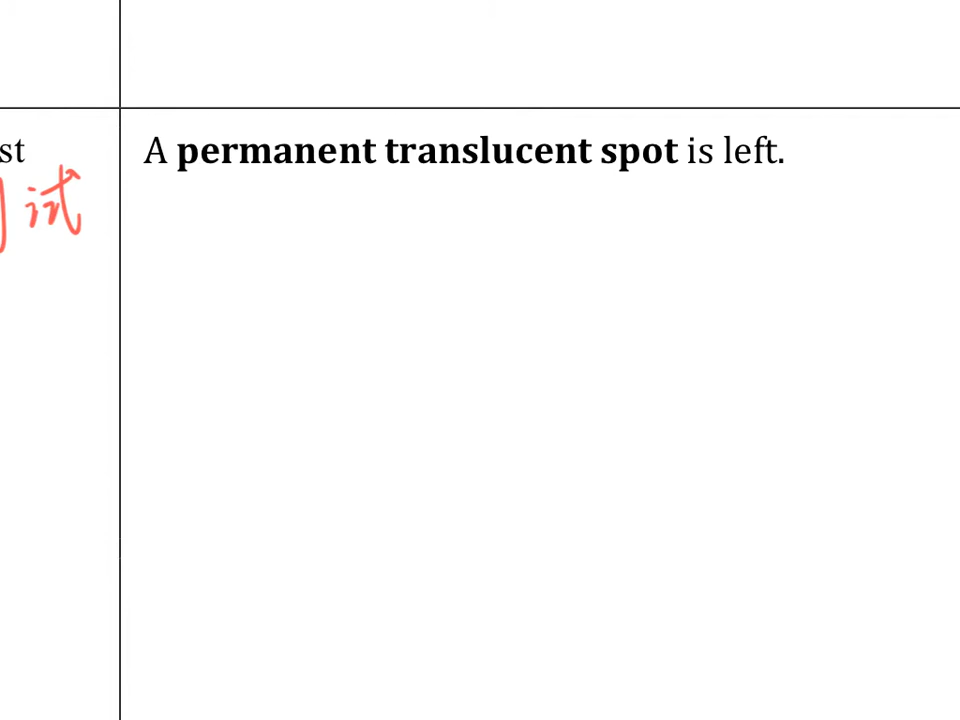 st
A permanent translucent spot is left.
试